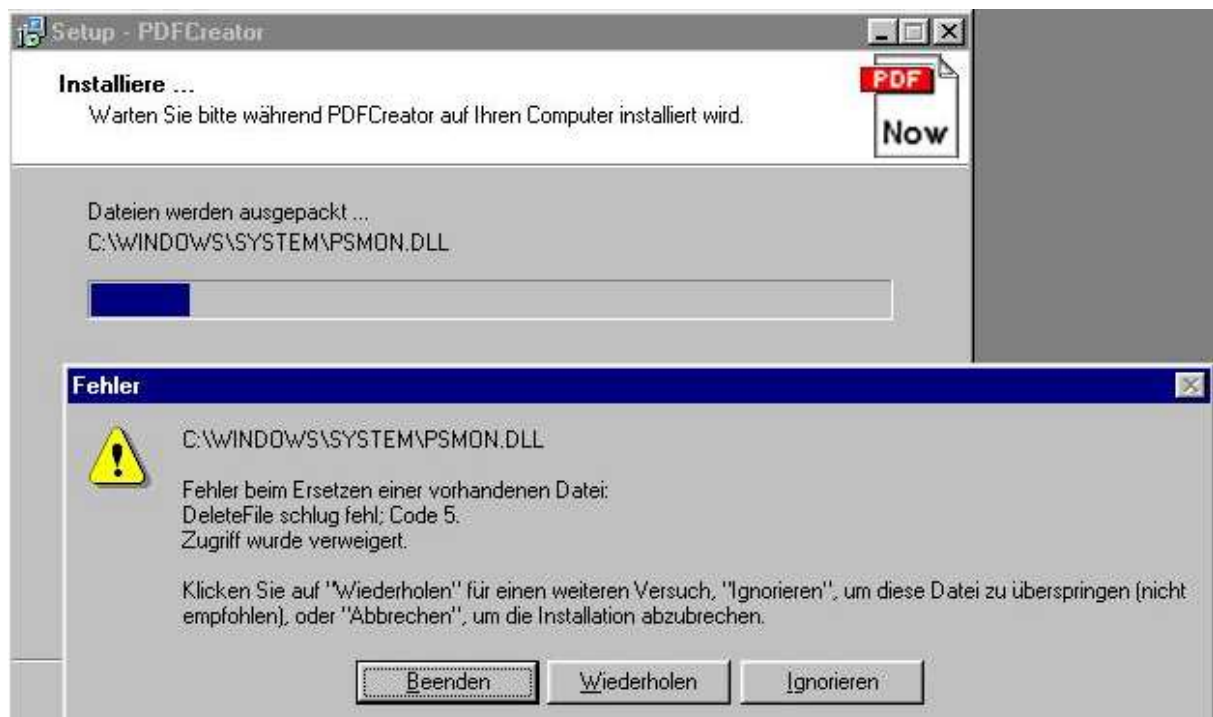 Setup - PDFCreator
Installiere ...
Warten Sie bitte während PDFCreator auf Ihren Computer installiert wird.
PDF
Now
Dateien werden ausgepackt ...
C:\WINDOWS\SYSTEM\PSMON.DLL
Fehler
C:\WINDOWS\SYSTEM\PSMON.DLL
Fehler beim Ersetzen einer vorhandenen Datei:
DeleteFile schlug fehl; Code 5.
Zugriff wurde verweigert.
Klicken Sie auf "Wiederholen" für einen weiteren Versuch, "Ignorieren", um diese Datei zu überspringen (nicht
empfohlen), oder "Abbrechen", um die Installation abzubrechen.
Beenden Wiederholen Ignorieren